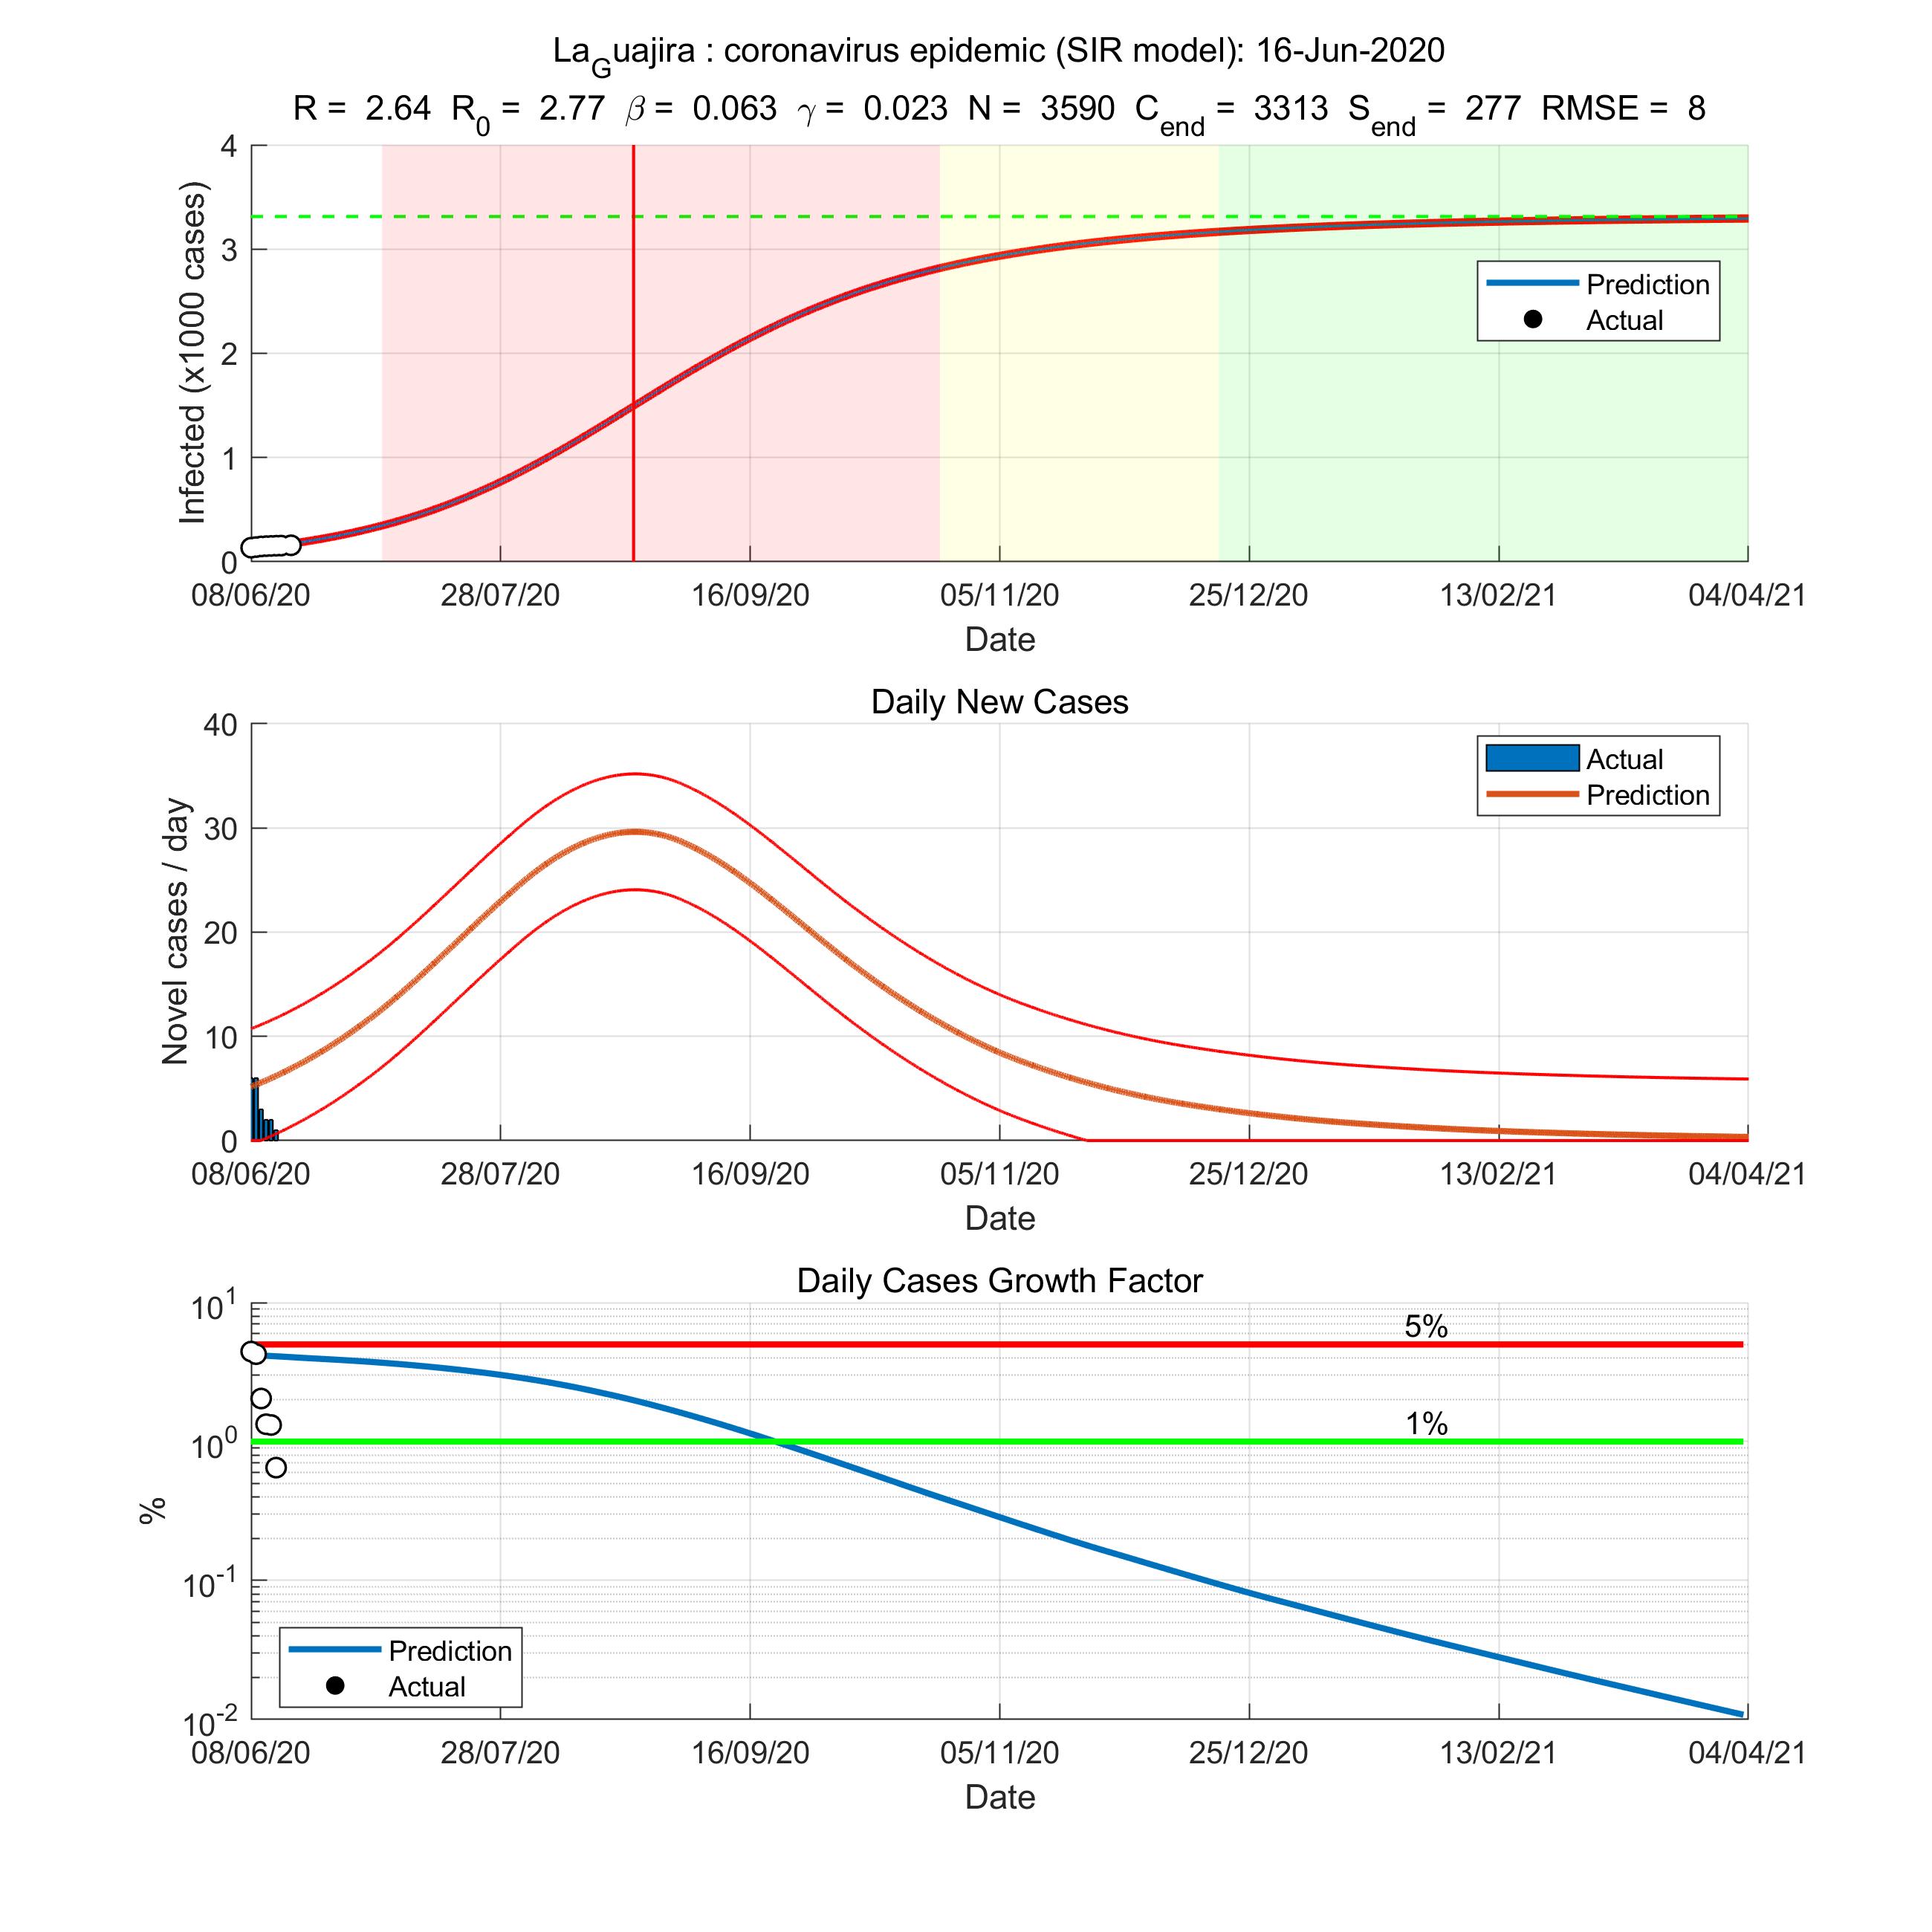 La_Guajira : coronavirus epidemic (SIR model): 16-Jun-2020
R = 2.64 R_0 = 2.77 β = 0.063 γ = 0.023 N = 3590 C_end = 3313 S_end = 277 RMSE = 8
4
3
2
1
0
Infected (x1000 cases)
Prediction
Actual
08/06/20 28/07/20 16/09/20 05/11/20 25/12/20 13/02/21 04/04/21
Date
Daily New Cases
40
30
20
10
0
Novel cases / day
Actual
Prediction
08/06/20 28/07/20 16/09/20 05/11/20 25/12/20 13/02/21 04/04/21
Date
Daily Cases Growth Factor
10^1
10^0
10^-1
10^-2
%
5%
1%
Prediction
Actual
08/06/20 28/07/20 16/09/20 05/11/20 25/12/20 13/02/21 04/04/21
Date